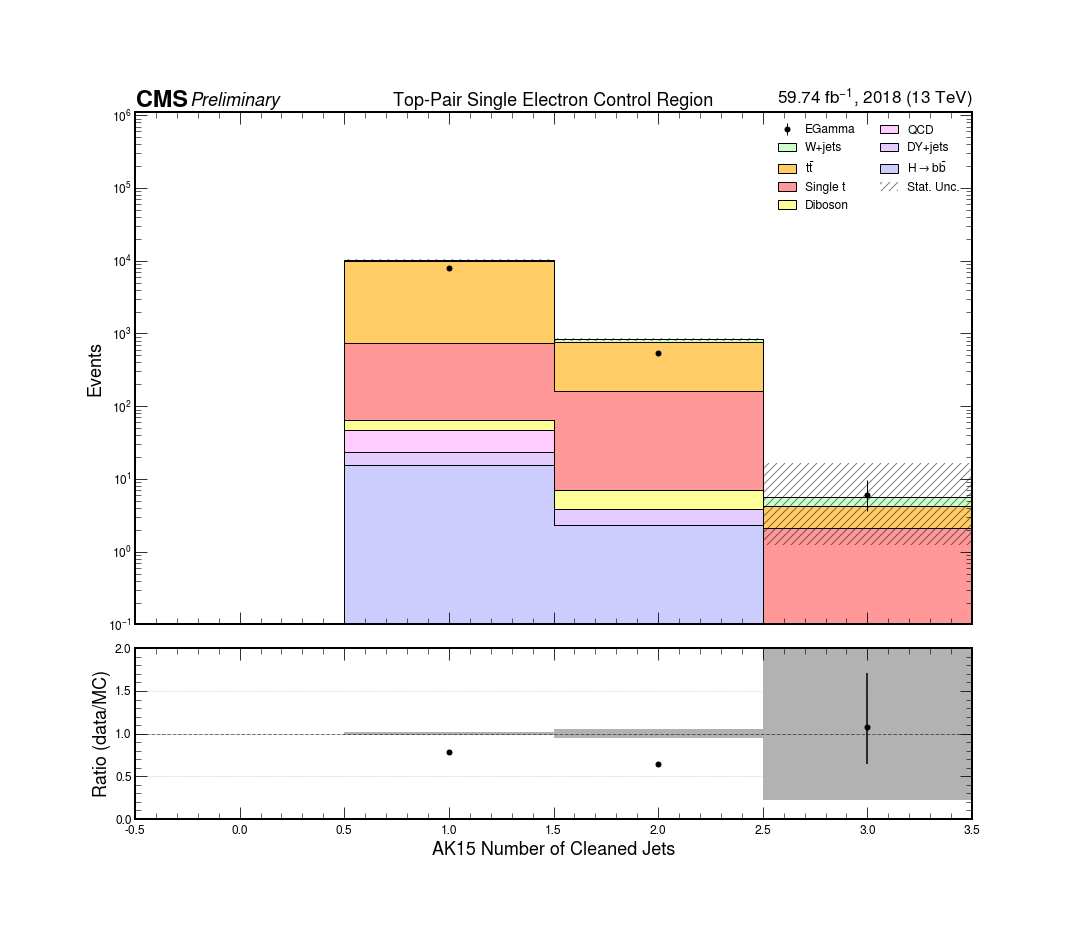 CMS Preliminary
Top-Pair Single Electron Control Region
59.74 fb⁻¹, 2018 (13 TeV)
EGamma
W+jets
tt̄
Single t
Diboson
QCD
DY+jets
H→bb̄
Stat. Unc.
Events
10⁶
10⁵
10⁴
10³
10²
10¹
10⁰
10⁻¹
Ratio (data/MC)
2.0
1.5
1.0
0.5
0.0
-0.5 0.0 0.5 1.0 1.5 2.0 2.5 3.0 3.5
AK15 Number of Cleaned Jets